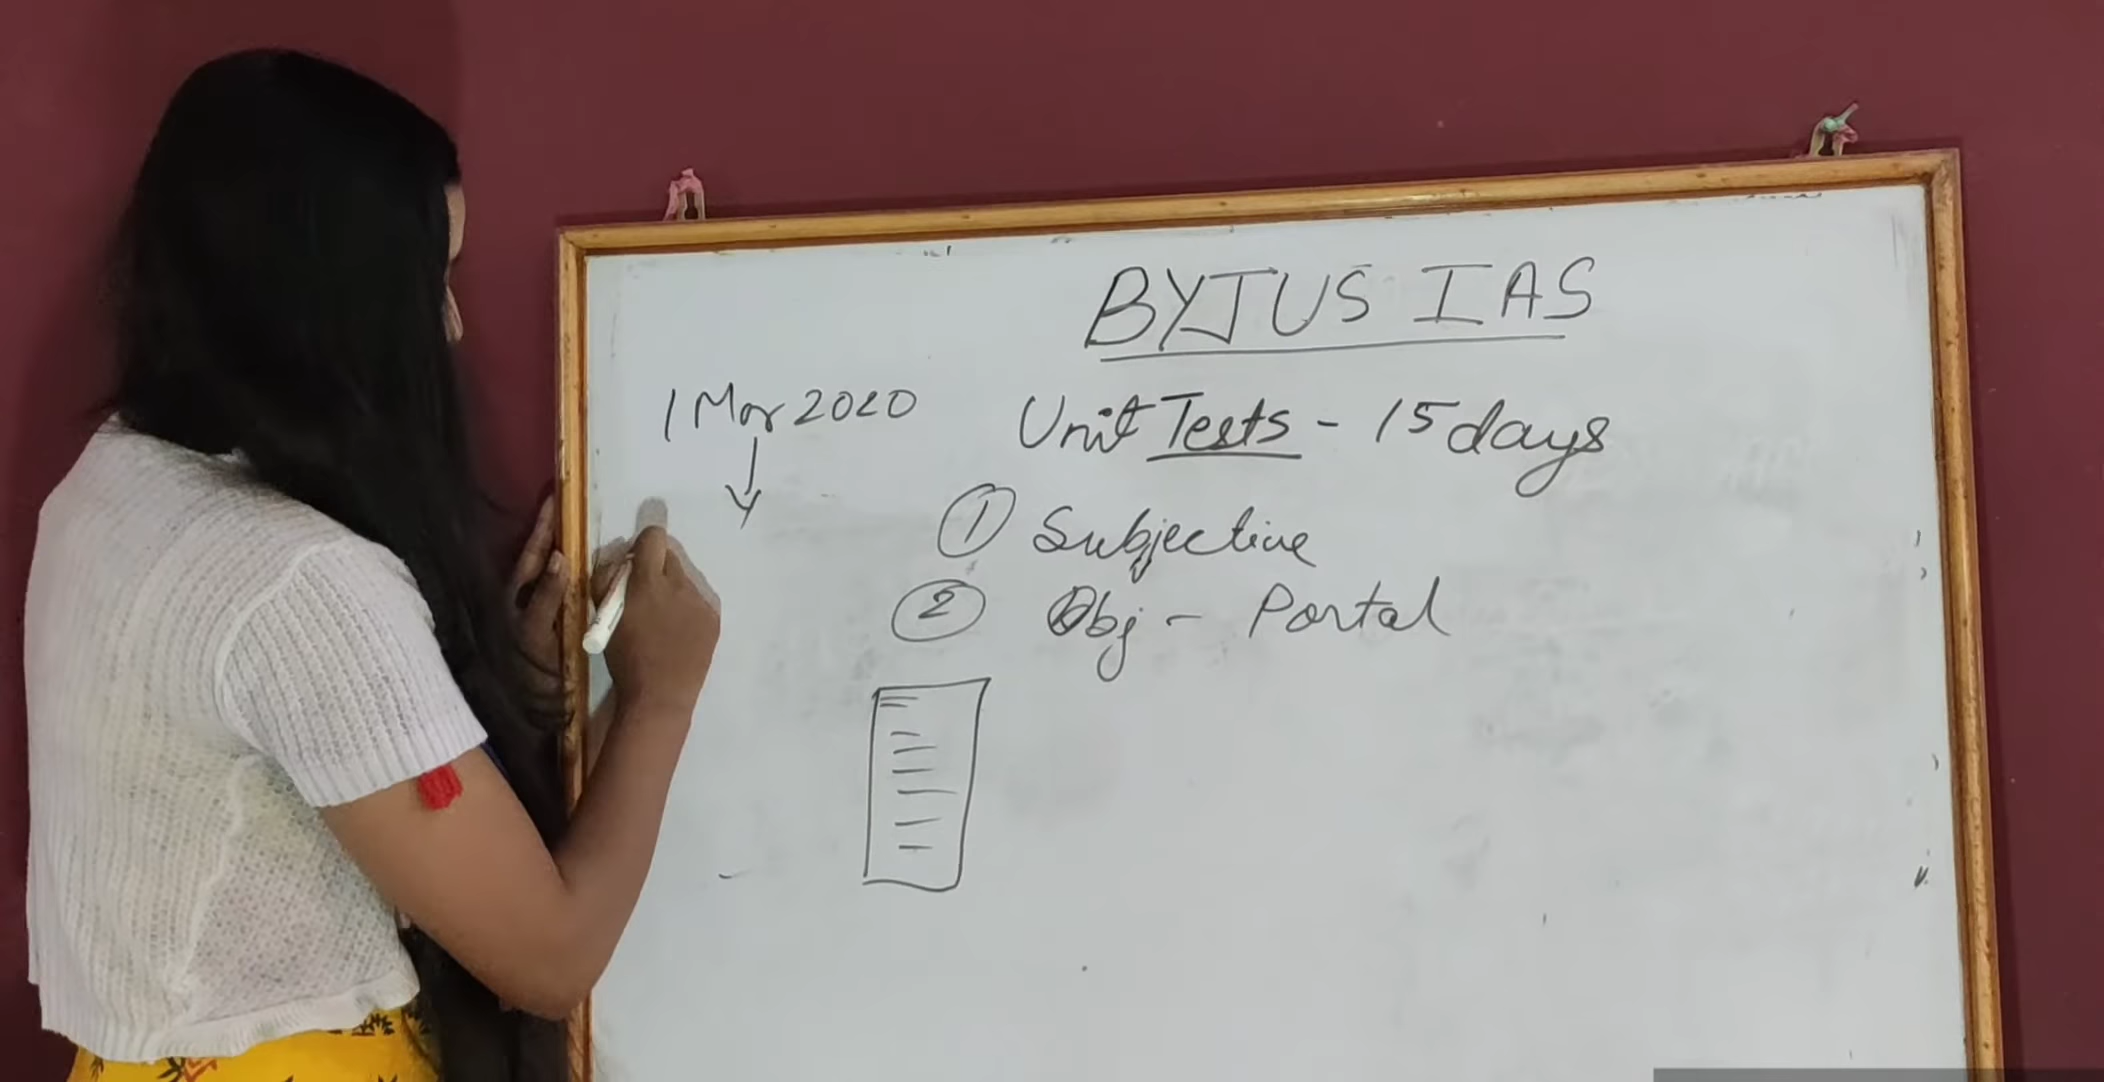 BYJUS IAS
1 Mar 2020
Unit Tests - 15 days
① Subjective
② Obj - Portal